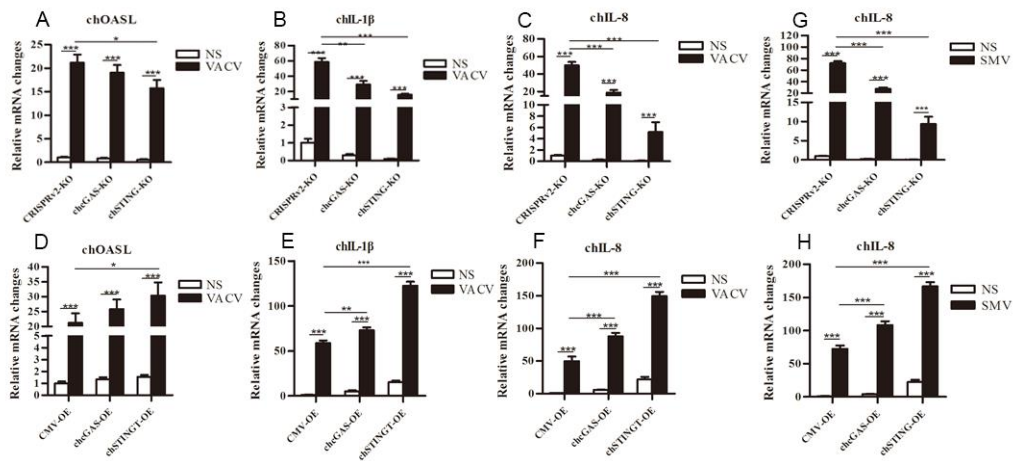 A
chOASL
Relative mRNA changes
25
20
15
10
5
0
***
*
***
***
NS
VACV
CRISPRv2-KO
chcGAS-KO
chSTING-KO
B
chIL-1β
Relative mRNA changes
100
80
60
40
20
3
2
1
0
***
***
**
***
***
NS
VACV
CRISPRv2-KO
chcGAS-KO
chSTING-KO
C
chIL-8
Relative mRNA changes
100
80
60
40
20
8
6
4
2
0
***
***
***
***
***
NS
VACV
CRISPRv2-KO
chcGAS-KO
chSTING-KO
G
chIL-8
Relative mRNA changes
100
80
60
40
20
15
10
5
0
***
***
***
***
***
NS
SMV
CRISPRv2-KO
chcGAS-KO
chSTING-KO
D
chOASL
Relative mRNA changes
40
35
30
25
20
5
4
3
2
1
0
*
***
***
***
NS
VACV
CMV-OE
chcGAS-OE
chSTINGT-OE
E
chIL-1β
Relative mRNA changes
150
100
50
0
***
***
**
***
***
NS
VACV
CMV-OE
chcGAS-OE
chSTINGT-OE
F
chIL-8
Relative mRNA changes
200
150
100
50
0
***
***
***
***
***
NS
VACV
CMV-OE
chcGAS-OE
chSTINGT-OE
H
chIL-8
Relative mRNA changes
200
150
100
50
0
***
***
***
***
***
NS
SMV
CMV-OE
chcGAS-OE
chSTING-OE